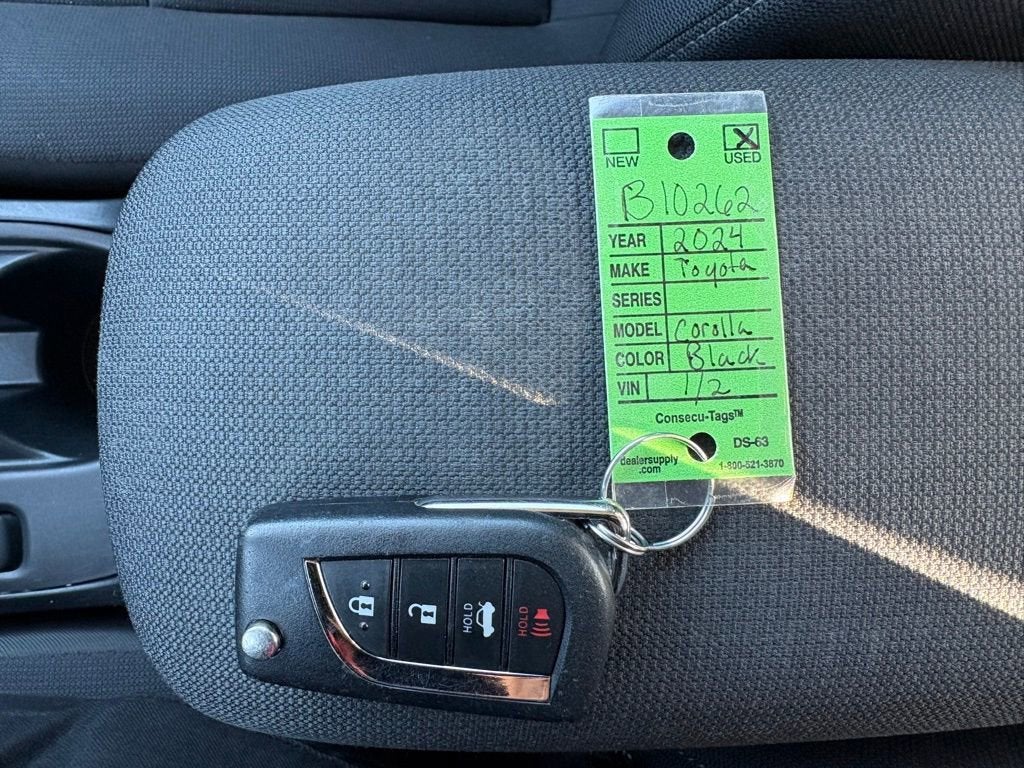 NEW USED
B10262
YEAR 2024
MAKE Toyota
SERIES
MODEL Corolla
COLOR Black
VIN 1/2
Consecu-Tags™
DS-63
dealersupply
.com
1-800-521-3870
HOLD
HOLD